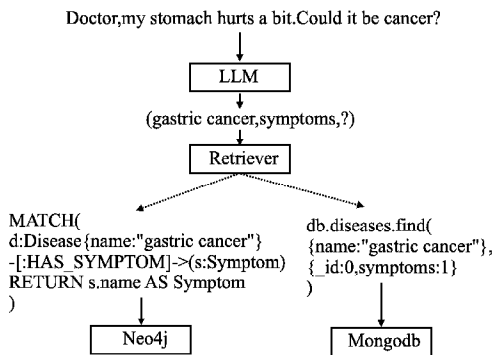 Doctor,my stomach hurts a bit.Could it be cancer?
LLM
(gastric cancer,symptoms,?)
Retriever
MATCH(
d:Disease{name:"gastric cancer"}
-[:HAS_SYMPTOM]->(s:Symptom)
RETURN s.name AS Symptom
)
db.diseases.find(
{name:"gastric cancer"},
{_id:0,symptoms:1}
)
Neo4j
Mongodb